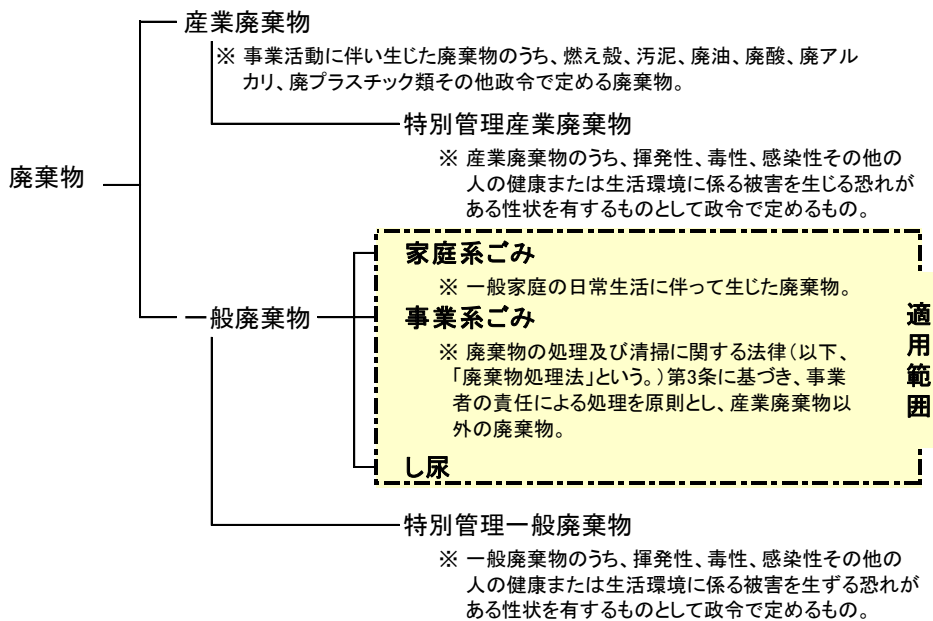 産業廃棄物
※ 事業活動に伴い生じた廃棄物のうち、燃え殻、汚泥、廃油、廃酸、廃アル
カリ、廃プラスチック類その他政令で定める廃棄物。
特別管理産業廃棄物
※ 産業廃棄物のうち、揮発性、毒性、感染性その他の
人の健康または生活環境に係る被害を生じる恐れが
ある性状を有するものとして政令で定めるもの。
廃棄物
家庭系ごみ
※ 一般家庭の日常生活に伴って生じた廃棄物。
一般廃棄物
事業系ごみ
※ 廃棄物の処理及び清掃に関する法律(以下、
「廃棄物処理法」という。)第3条に基づき、事業
者の責任による処理を原則とし、産業廃棄物以
外の廃棄物。
し尿
適用範囲
特別管理一般廃棄物
※ 一般廃棄物のうち、揮発性、毒性、感染性その他の
人の健康または生活環境に係る被害を生ずる恐れが
ある性状を有するものとして政令で定めるもの。